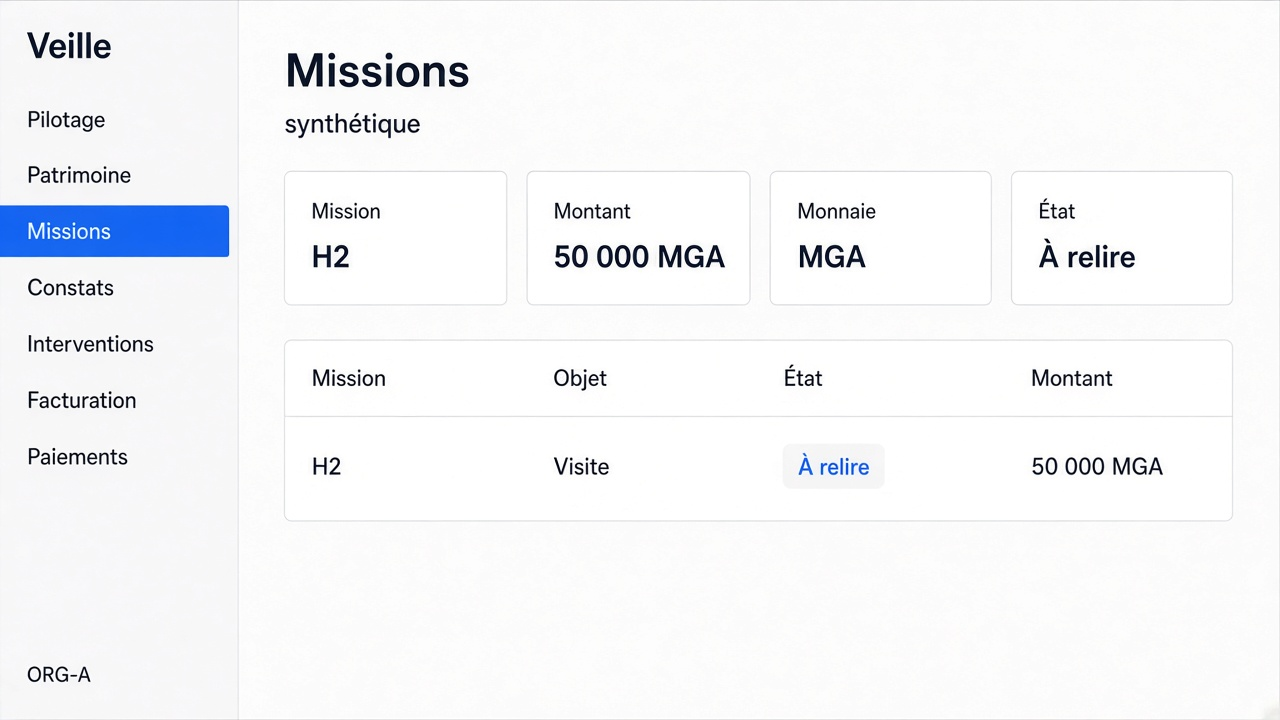 Veille
Pilotage
Patrimoine
Missions
Constats
Interventions
Facturation
Paiements
ORG-A
Missions
synthétique
Mission
H2
Montant
50 000 MGA
Monnaie
MGA
État
À relire
Mission Objet État Montant
H2 Visite À relire 50 000 MGA